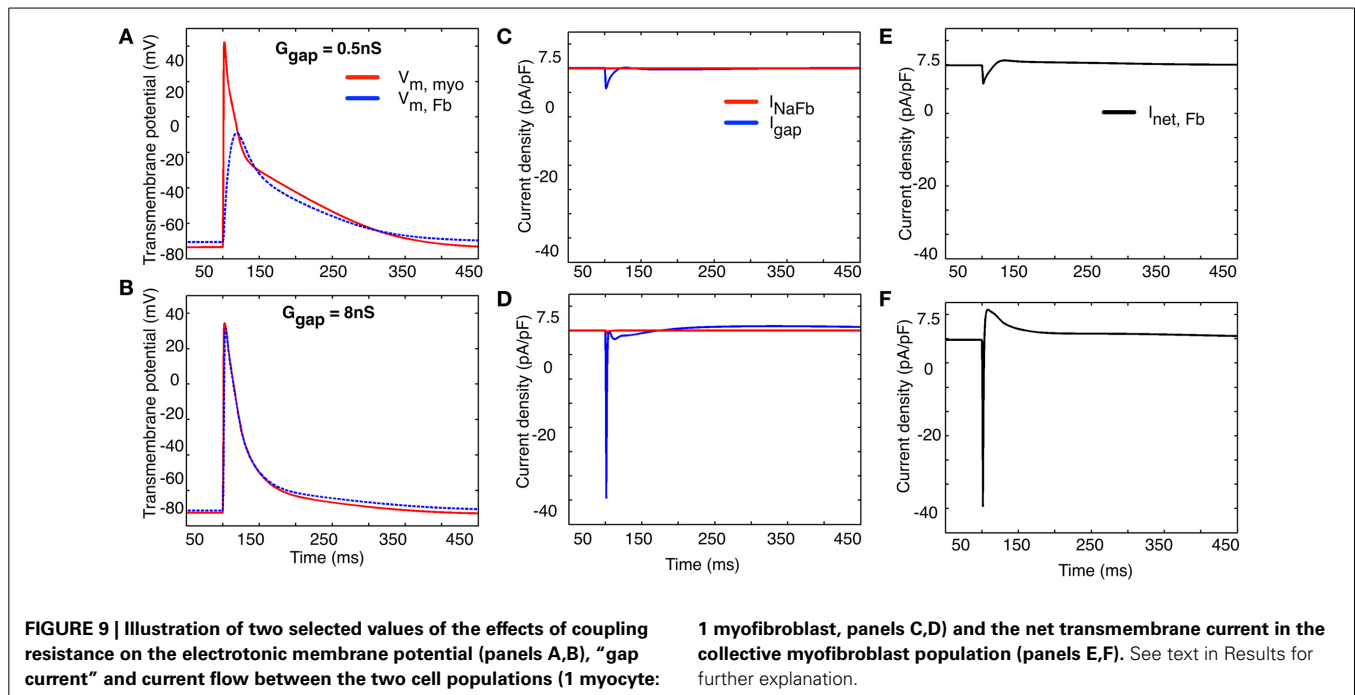 A
Transmembrane potential (mV)
40
20
0
-20
-40
-60
-80
G_gap = 0.5nS
V_m, myo
V_m, Fb
50 150 250 350 450
C
Current density (pA/pF)
7.5
0
-20
-40
I_NaFb
I_gap
50 150 250 350 450
E
Current density (pA/pF)
7.5
0
-20
-40
I_net, Fb
50 150 250 350 450
B
Transmembrane potential (mV)
40
20
0
-20
-40
-60
-80
G_gap = 8nS
50 150 250 350 450
Time (ms)
D
Current density (pA/pF)
7.5
0
-20
-40
50 150 250 350 450
Time (ms)
F
Current density (pA/pF)
7.5
0
-20
-40
50 150 250 350 450
Time (ms)
FIGURE 9 | Illustration of two selected values of the effects of coupling
resistance on the electrotonic membrane potential (panels A,B), “gap
current” and current flow between the two cell populations (1 myocyte:
1 myofibroblast, panels C,D) and the net transmembrane current in the
collective myofibroblast population (panels E,F). See text in Results for
further explanation.